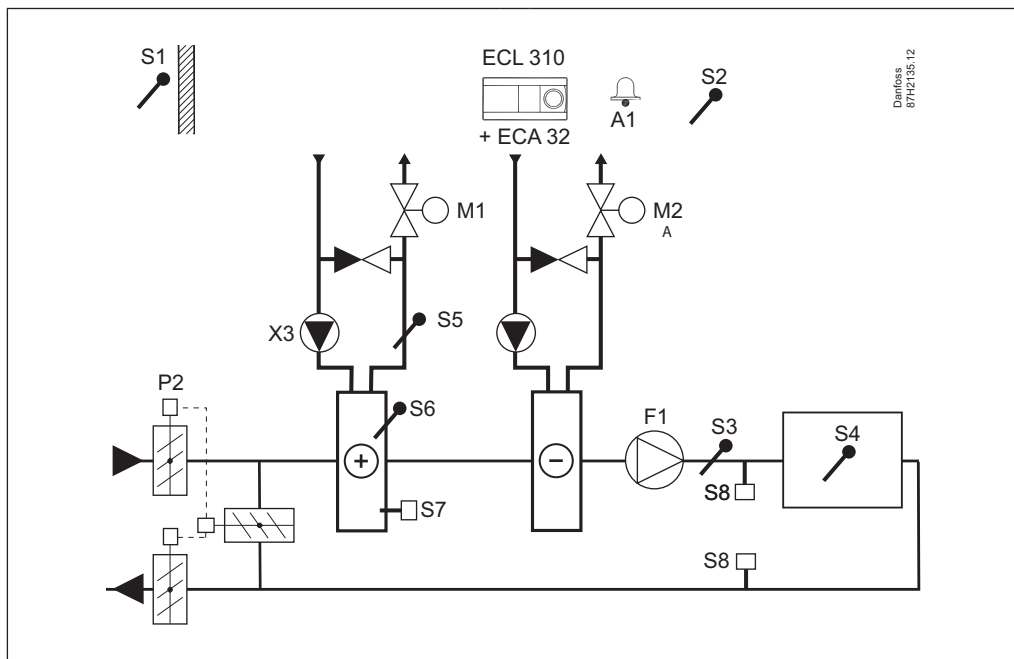 S1
ECL 310
+ ECA 32
A1
S2
Danfoss
87H2135.12
M1
M2
A
X3
S5
P2
S6
S7
F1
S3
S8
S4
S8